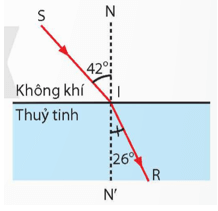 S
N
42°
Không khí
I
Thuỷ tinh
26°
R
N'